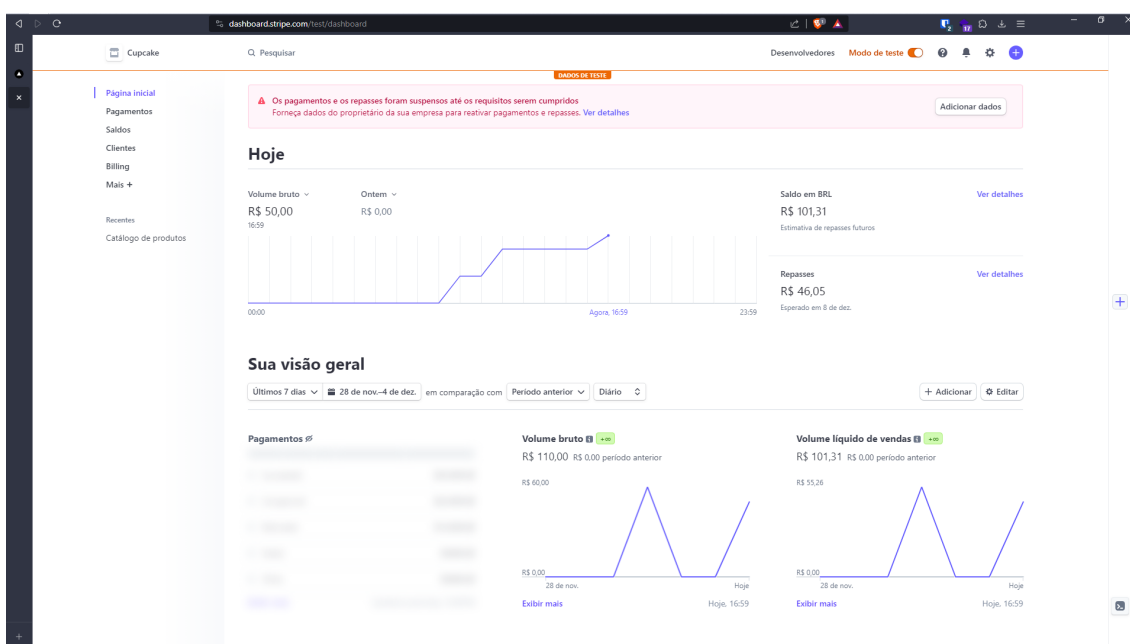 dashboard.stripe.com/test/dashboard
2
17
Cupcake
Pesquisar
Desenvolvedores
Modo de teste
DADOS DE TESTE
Página inicial
Pagamentos
Saldos
Clientes
Billing
Mais +
Recentes
Catálogo de produtos
Os pagamentos e os repasses foram suspensos até os requisitos serem cumpridos
Forneça dados do proprietário da sua empresa para reativar pagamentos e repasses. Ver detalhes
Adicionar dados
Hoje
Volume bruto
Ontem
R$ 50,00
R$ 0,00
16:59
00:00
Agora, 16:59
23:59
Saldo em BRL
Ver detalhes
R$ 101,31
Estimativa de repasses futuros
Repasses
Ver detalhes
R$ 46,05
Esperado em 8 de dez.
Sua visão geral
Últimos 7 dias
28 de nov.–4 de dez.
em comparação com
Período anterior
Diário
+ Adicionar
Editar
Pagamentos
Volume bruto +∞
R$ 110,00 R$ 0,00 período anterior
R$ 60,00
R$ 0,00
28 de nov.
Hoje
Exibir mais
Hoje, 16:59
Volume líquido de vendas +∞
R$ 101,31 R$ 0,00 período anterior
R$ 55,26
R$ 0,00
28 de nov.
Hoje
Exibir mais
Hoje, 16:59